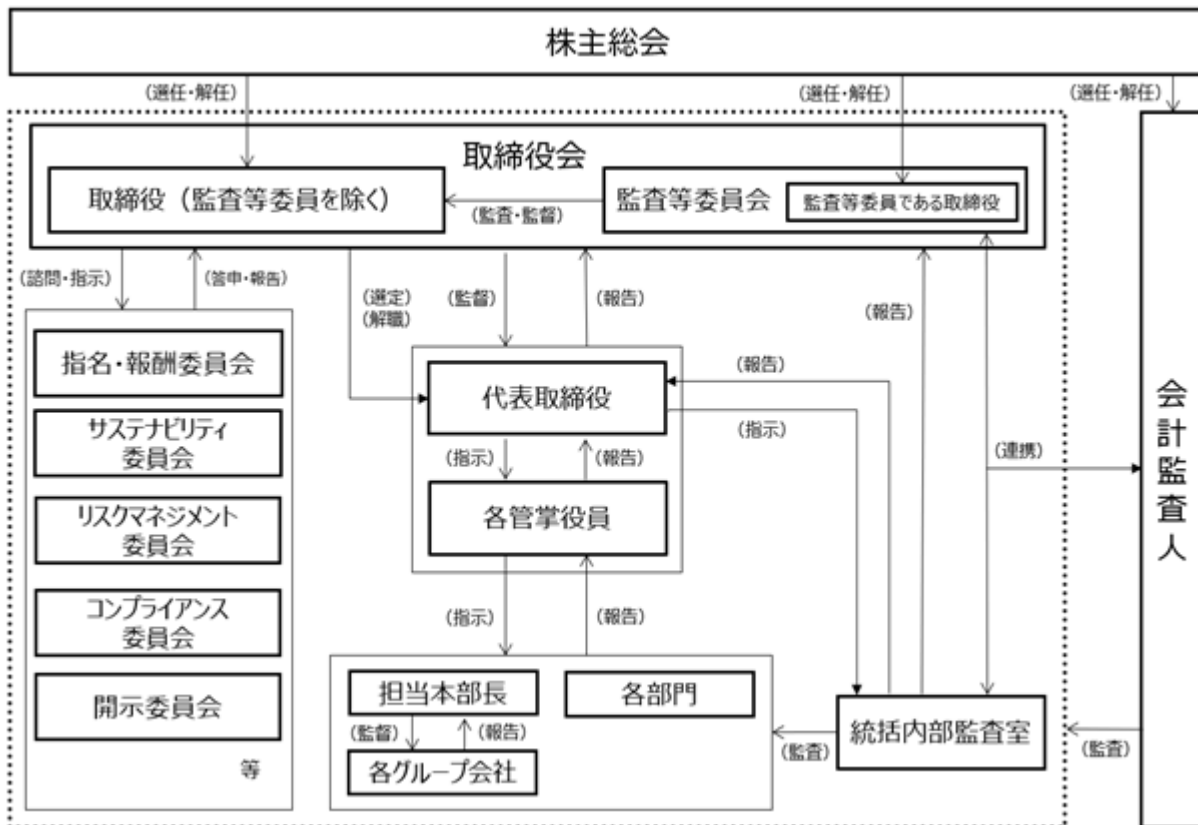 株主総会
(選任・解任)
(選任・解任)
(選任・解任)
取締役会
取締役（監査等委員を除く）
(監査・監督)
監査等委員会
監査等委員である取締役
(諮問・指示)
(答申・報告)
(選定)
(解職)
(監督)
(報告)
(報告)
指名・報酬委員会
サステナビリティ
委員会
リスクマネジメント
委員会
コンプライアンス
委員会
開示委員会
等
代表取締役
(指示)
(報告)
各管掌役員
(報告)
(指示)
(連携)
会計監査人
(指示)
(報告)
担当本部長
(監督)
(報告)
各グループ会社
各部門
(監査)
統括内部監査室
(監査)